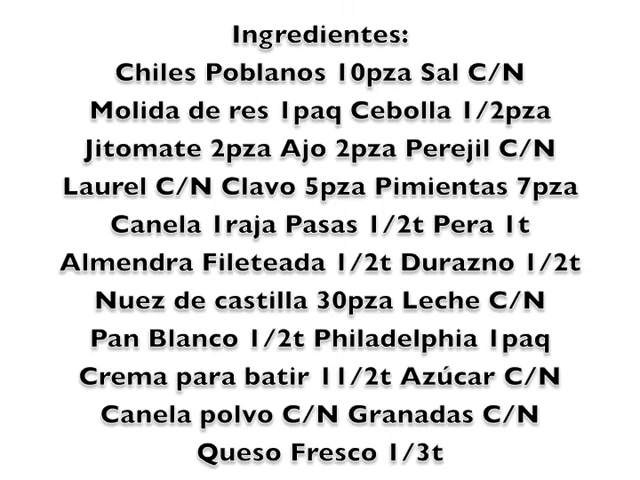 Ingredientes:
Chiles Poblanos 10pza Sal C/N
Molida de res 1paq Cebolla 1/2pza
Jitomate 2pza Ajo 2pza Perejil C/N
Laurel C/N Clavo 5pza Pimientas 7pza
Canela 1raja Pasas 1/2t Pera 1t
Almendra Fileteada 1/2t Durazno 1/2t
Nuez de castilla 30pza Leche C/N
Pan Blanco 1/2t Philadelphia 1paq
Crema para batir 11/2t Azúcar C/N
Canela polvo C/N Granadas C/N
Queso Fresco 1/3t